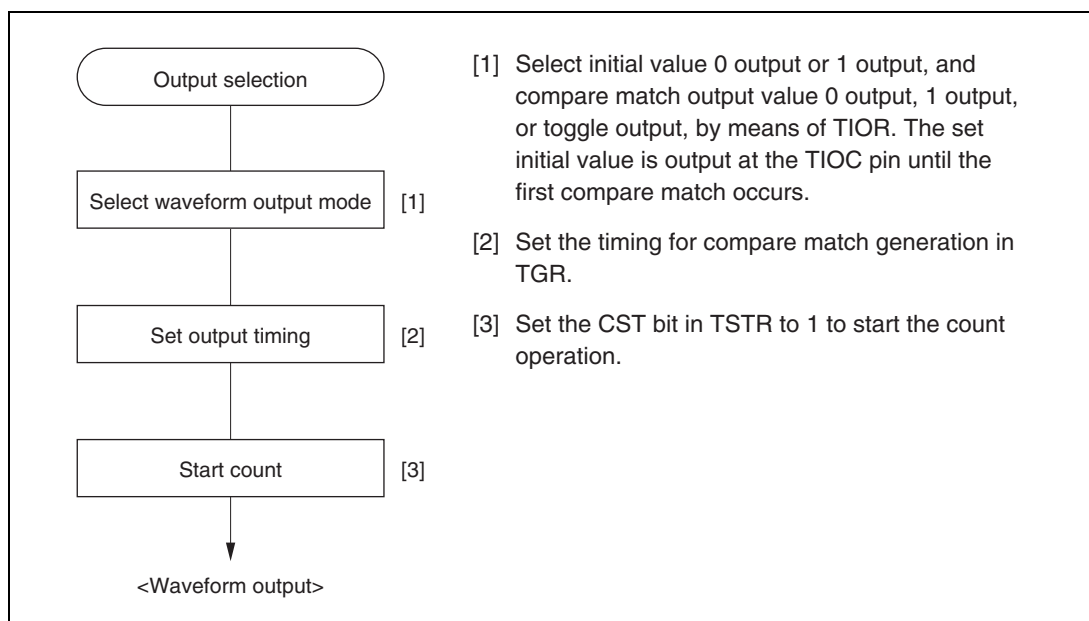 Output selection
Select waveform output mode [1]
Set output timing [2]
Start count [3]
<Waveform output>
[1] Select initial value 0 output or 1 output, and
compare match output value 0 output, 1 output,
or toggle output, by means of TIOR. The set
initial value is output at the TIOC pin until the
first compare match occurs.
[2] Set the timing for compare match generation in
TGR.
[3] Set the CST bit in TSTR to 1 to start the count
operation.